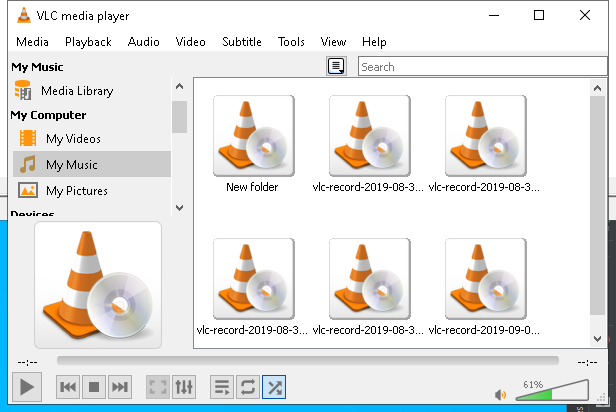 VLC media player
Media Playback Audio Video Subtitle Tools View Help
My Music
Search
Media Library
My Computer
My Videos
My Music
My Pictures
Devices
New folder
vlc-record-2019-08-3...
vlc-record-2019-08-3...
vlc-record-2019-08-3...
vlc-record-2019-08-3...
vlc-record-2019-09-0...
--:--
--:--
61%